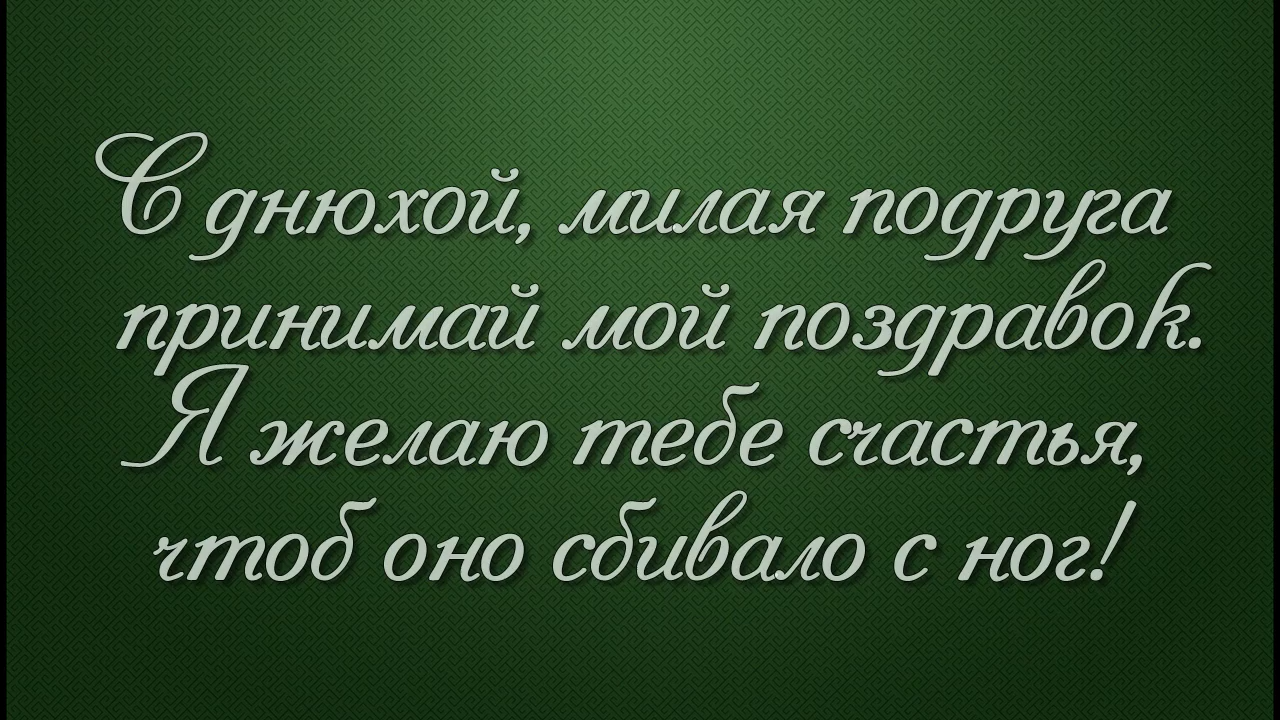 С днюхой, милая подруга
принимай мой поздравок.
Я желаю тебе счастья,
чтоб оно сбивало с ног!